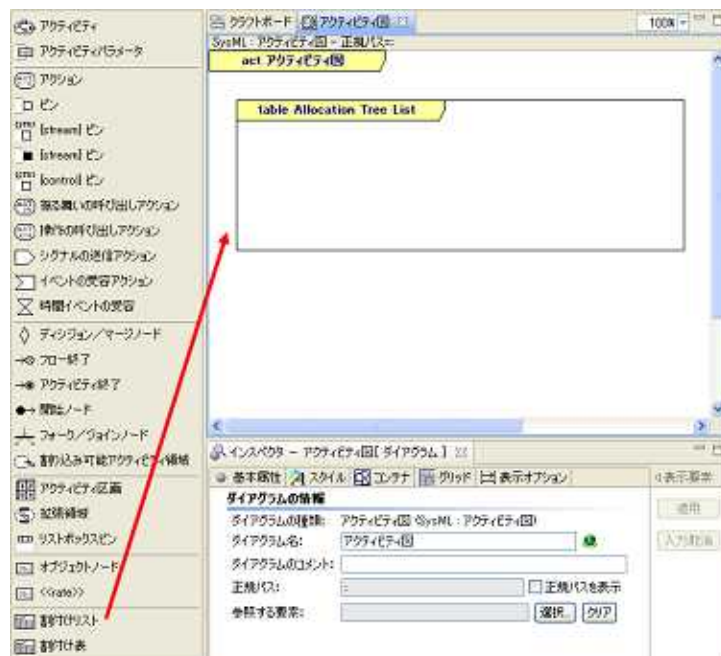 アクティビティ
アクティビティパラメータ
アクション
ピン
[stream] ピン
[stream] ピン
[control] ピン
振る舞いの呼び出しアクション
操作の呼び出しアクション
シグナルの送信アクション
イベントの受容アクション
時間イベントの受容
ディシジョン/マージノード
フロー終了
アクティビティ終了
開始ノード
フォーク/ジョインノード
割り込み可能アクティビティ領域
アクティビティ区画
拡張領域
リストボックスピン
オブジェクトノード
<<rate>>
割り付けリスト
割り付け表
クラフトボード
アクティビティ図
100%
SysML : アクティビティ図 - 正規パス=
act アクティビティ図
table Allocation Tree List
インスペクタ - アクティビティ図[ ダイアグラム ]
基本属性 スタイル コンテナ グリッド 表示オプション
ダイアグラムの情報
ダイアグラムの種類: アクティビティ図 (SysML : アクティビティ図)
ダイアグラム名: アクティビティ図
ダイアグラムのコメント:
正規パス: :: 正規パスを表示
参照する要素: 選択... クリア
適用